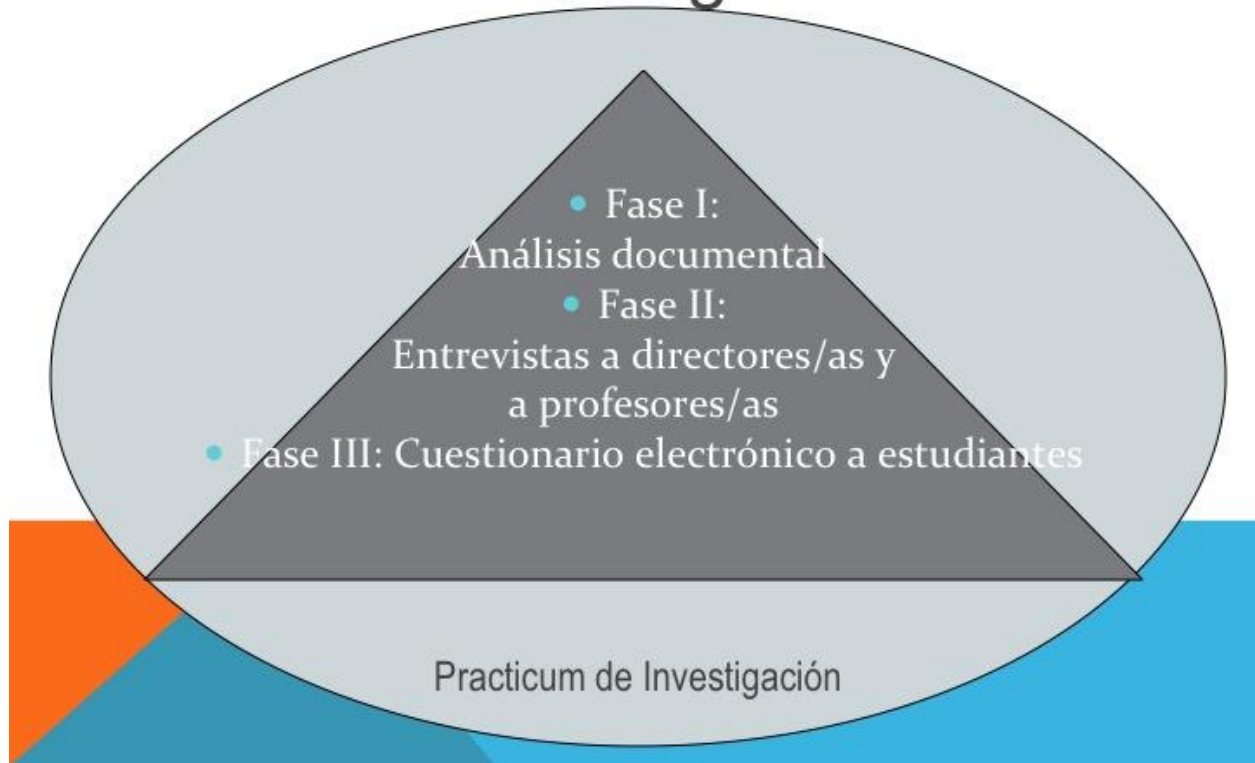 • Fase I:
Análisis documental
• Fase II:
Entrevistas a directores/as y
a profesores/as
• Fase III: Cuestionario electrónico a estudiantes
Practicum de Investigación